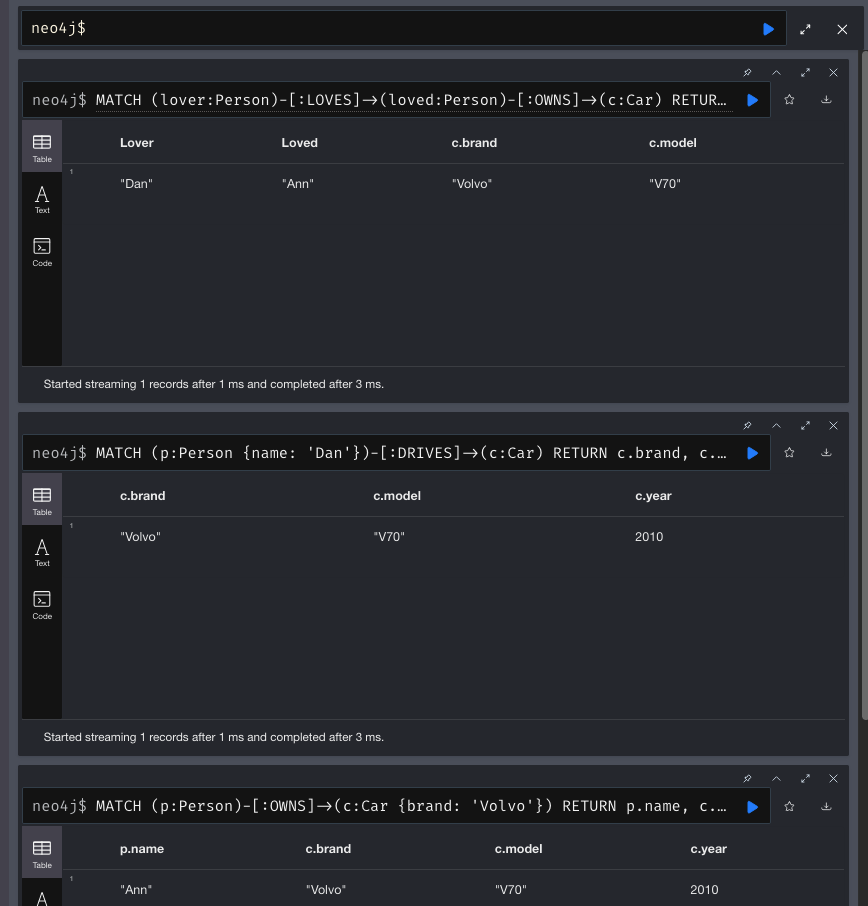 neo4j$
neo4j$ MATCH (lover:Person)-[:LOVES]->(loved:Person)-[:OWNS]->(c:Car) RETUR…
Table
Lover Loved c.brand c.model
1
"Dan" "Ann" "Volvo" "V70"
A
Text
Code
Started streaming 1 records after 1 ms and completed after 3 ms.
neo4j$ MATCH (p:Person {name: 'Dan'})-[:DRIVES]->(c:Car) RETURN c.brand, c.…
Table
c.brand c.model c.year
1
"Volvo" "V70" 2010
A
Text
Code
Started streaming 1 records after 1 ms and completed after 3 ms.
neo4j$ MATCH (p:Person)-[:OWNS]->(c:Car {brand: 'Volvo'}) RETURN p.name, c.…
Table
p.name c.brand c.model c.year
1
"Ann" "Volvo" "V70" 2010
A